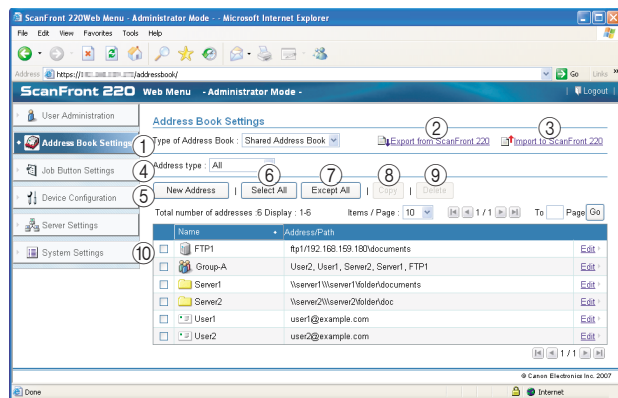 ScanFront 220Web Menu - Administrator Mode - - Microsoft Internet Explorer
File Edit View Favorites Tools Help
Address https:// /addressbook/ Go Links »
ScanFront 220 Web Menu - Administrator Mode - | Logout |
User Administration
Address Book Settings
Job Button Settings
Device Configuration
Server Settings
System Settings
Address Book Settings
② ③
① Type of Address Book : Shared Address Book Export from ScanFront 220 Import to ScanFront 220
④ Address type : All
⑥ ⑦ ⑧ ⑨
⑤ New Address | Select All Except All | Copy | Delete
Total number of addresses :6 Display : 1-6 Items / Page : 10 1 / 1 To Page Go
⑩ Name Address/Path
FTP1 ftp1/192.168.159.180\documents Edit
Group-A User2, User1, Server2, Server1, FTP1 Edit
Server1 \\server1\\\server1\folder\documents Edit
Server2 \\server2\\\server2\folder\doc Edit
User1 user1@example.com Edit
User2 user2@example.com Edit
1 / 1
© Canon Electronics Inc. 2007
Done Internet